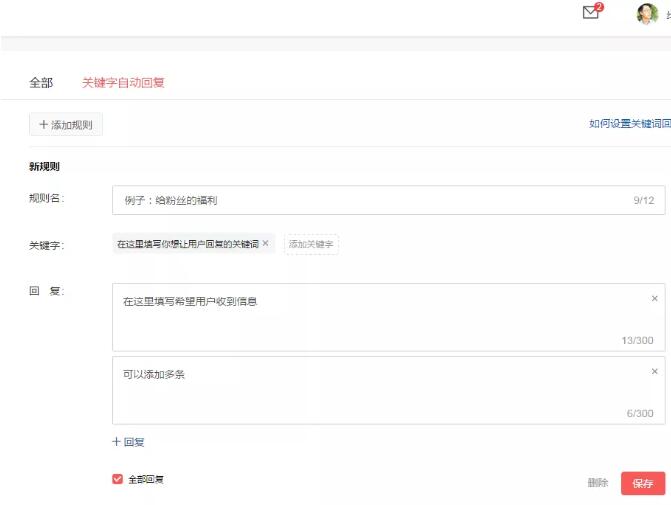 2
全部 关键字自动回复
+ 添加规则 如何设置关键词回
新规则
规则名： 例子：给粉丝的福利 9/12
关键字： 在这里填写你想让用户回复的关键词 × 添加关键字
回 复： 在这里填写希望用户收到信息 ×
13/300
可以添加多条 ×
6/300
+ 回复
全部回复 删除 保存